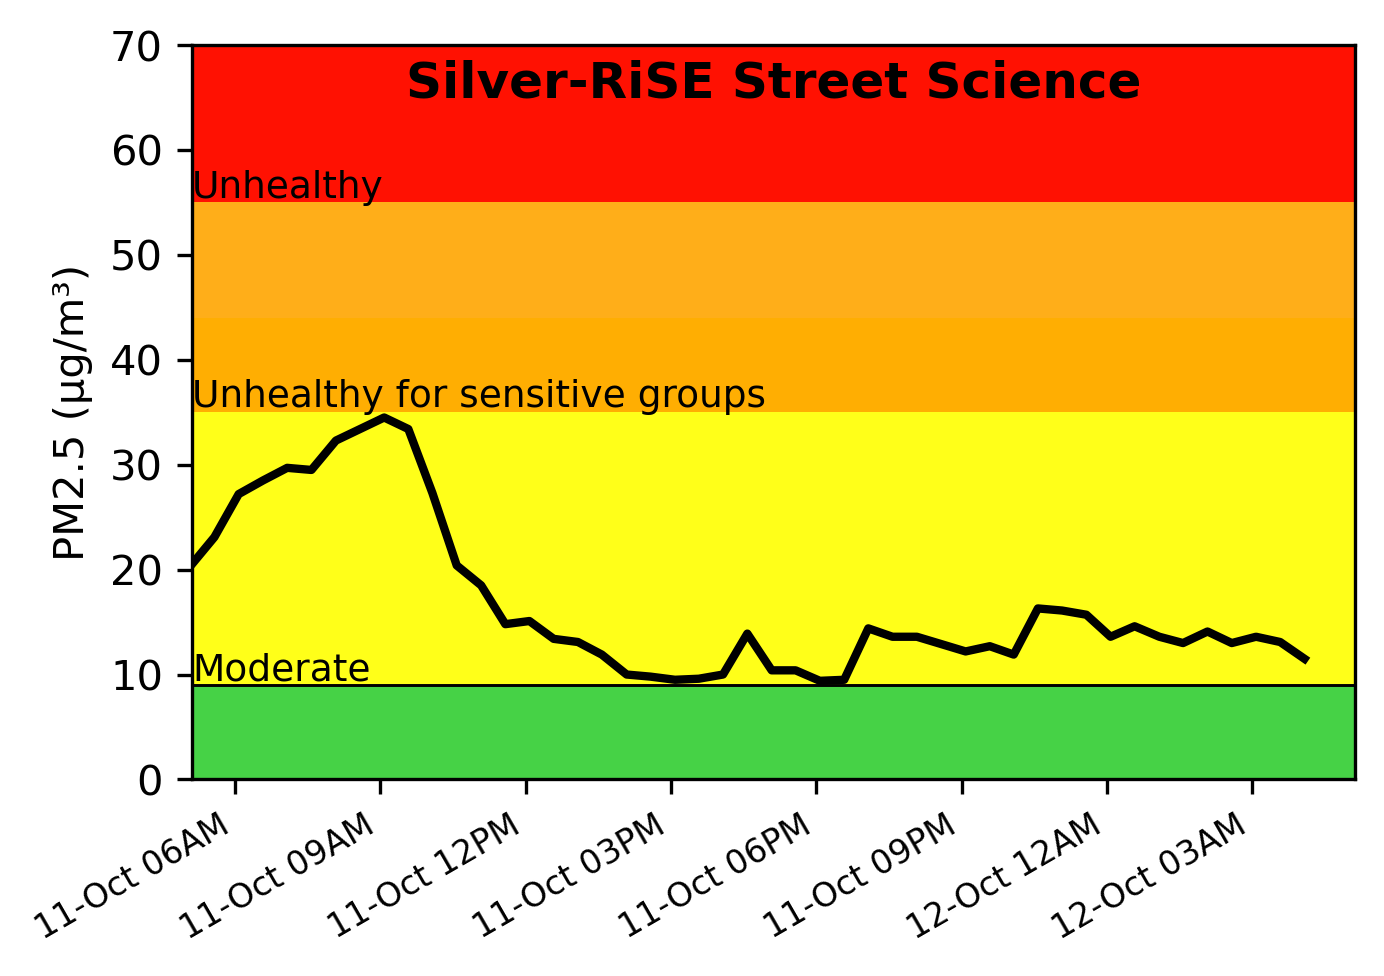 Silver-RiSE Street Science
70
60
50
40
30
20
10
0
PM2.5 (µg/m³)
Unhealthy
Unhealthy for sensitive groups
Moderate
11-Oct 06AM
11-Oct 09AM
11-Oct 12PM
11-Oct 03PM
11-Oct 06PM
11-Oct 09PM
12-Oct 12AM
12-Oct 03AM